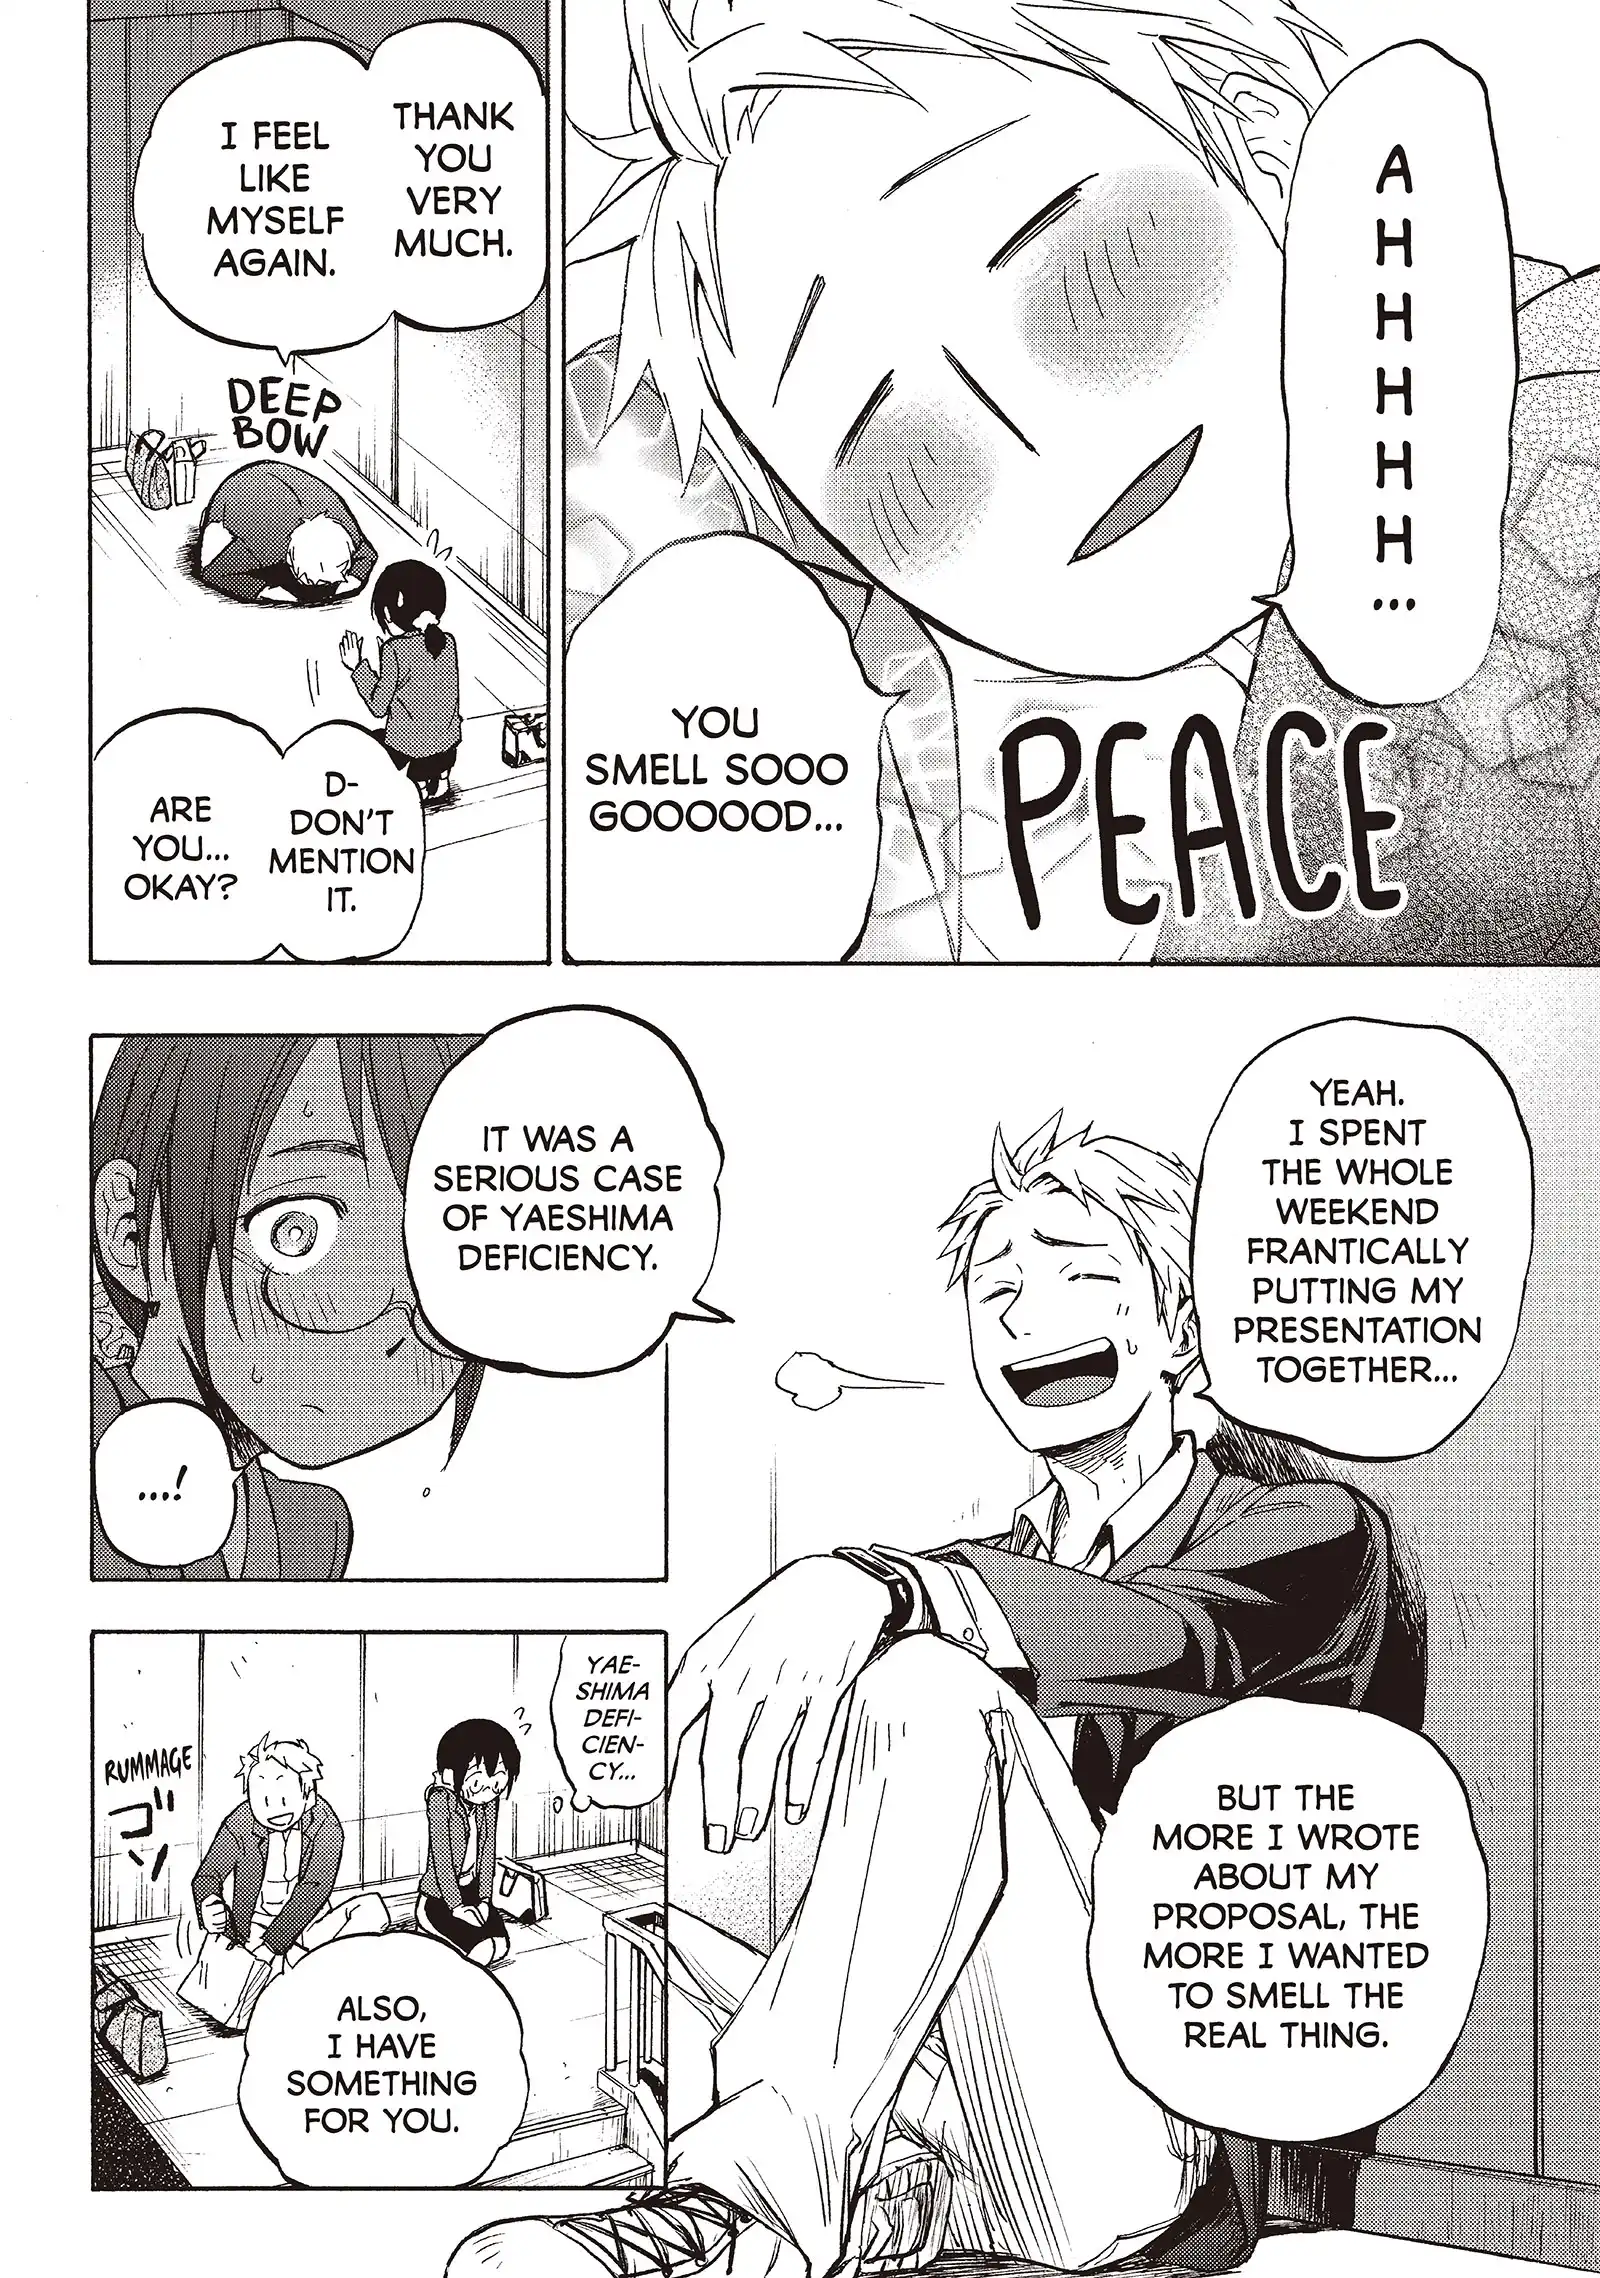 A
H
H
H
H
H
...
YOU
SMELL SOOO
GOOOOOD...
PEACE
THANK
YOU
VERY
MUCH.
I FEEL
LIKE
MYSELF
AGAIN.
DEEP
BOW
D-
DON'T
MENTION
IT.
ARE
YOU...
OKAY?
YEAH.
I SPENT
THE WHOLE
WEEKEND
FRANTICALLY
PUTTING MY
PRESENTATION
TOGETHER...
BUT THE
MORE I WROTE
ABOUT MY
PROPOSAL, THE
MORE I WANTED
TO SMELL THE
REAL THING.
IT WAS A
SERIOUS CASE
OF YAESHIMA
DEFICIENCY.
...!
YAE-
SHIMA
DEFI-
CIEN-
CY...
RUMMAGE
ゴソ
ALSO,
I HAVE
SOMETHING
FOR YOU.